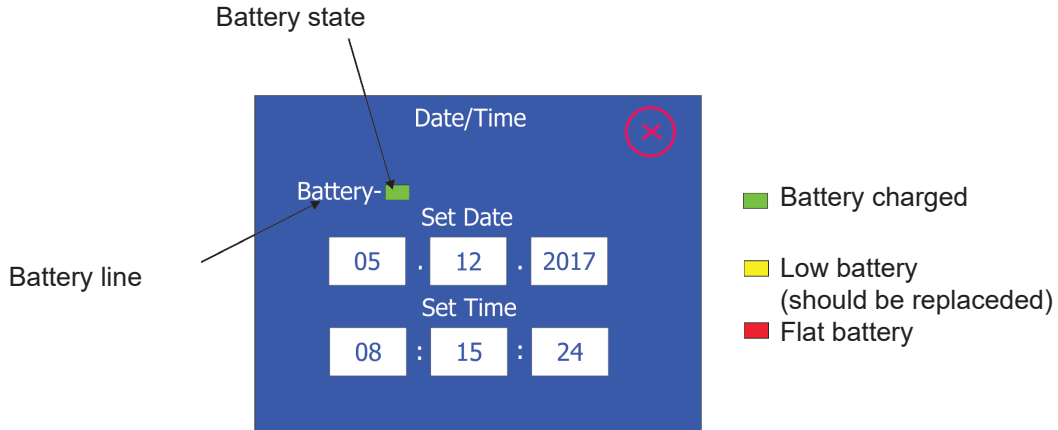 Battery state
Date/Time
Battery-
Set Date
05 . 12 . 2017
Set Time
08 : 15 : 24
Battery line
Battery charged
Low battery
(should be replaceded)
Flat battery